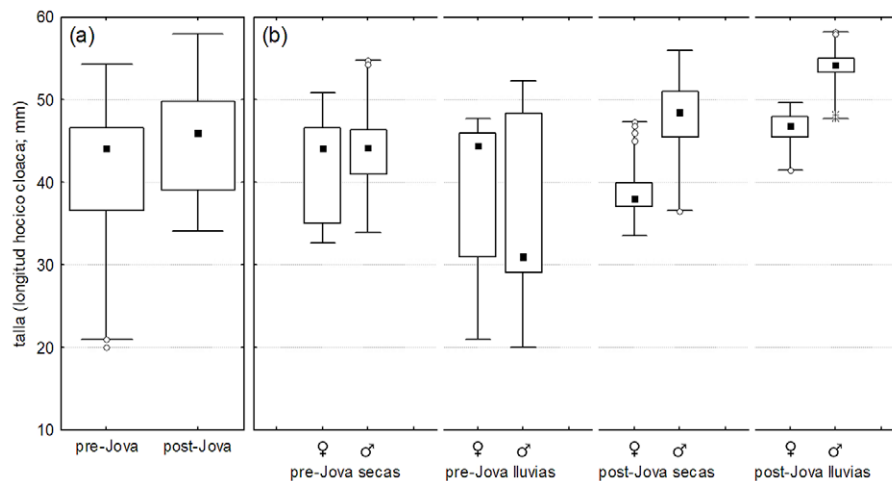 talla (longitud hocico cloaca; mm)
60
50
40
30
20
10
(a)
(b)
pre-Jova post-Jova
♀ ♂ ♀ ♂ ♀ ♂ ♀ ♂
pre-Jova secas pre-Jova lluvias post-Jova secas post-Jova lluvias